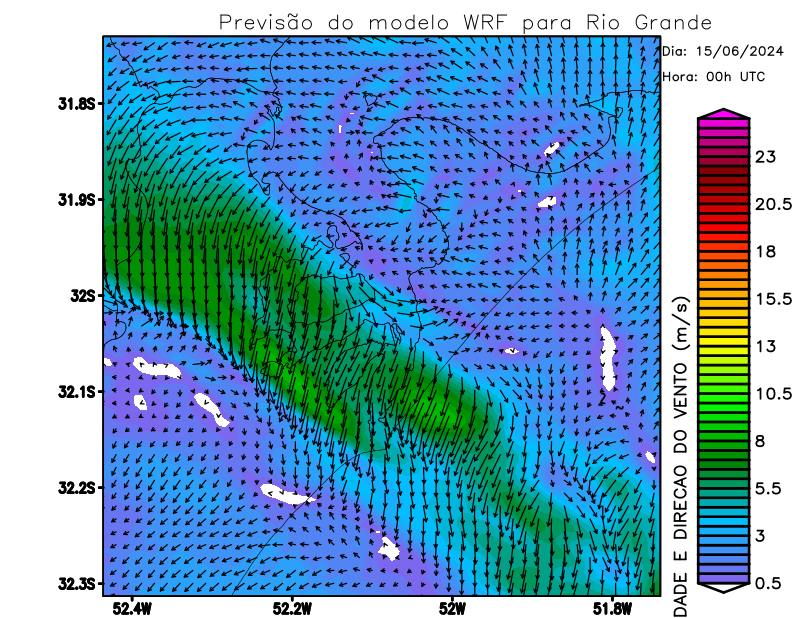 Previsão do modelo WRF para Rio Grande
Dia: 15/06/2024
Hora: 00h UTC
31.8S
31.9S
32S
32.1S
32.2S
32.3S
52.4W
52.2W
52W
51.8W
23
20.5
18
15.5
13
10.5
8
5.5
3
0.5
DADE E DIRECAO DO VENTO (m/s)